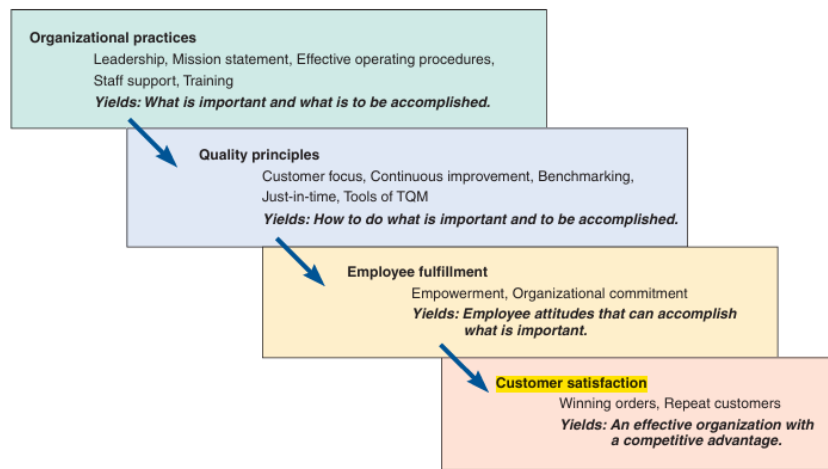 Organizational practices
Leadership, Mission statement, Effective operating procedures,
Staff support, Training
Yields: What is important and what is to be accomplished.
Quality principles
Customer focus, Continuous improvement, Benchmarking,
Just-in-time, Tools of TQM
Yields: How to do what is important and to be accomplished.
Employee fulfillment
Empowerment, Organizational commitment
Yields: Employee attitudes that can accomplish
what is important.
Customer satisfaction
Winning orders, Repeat customers
Yields: An effective organization with
a competitive advantage.